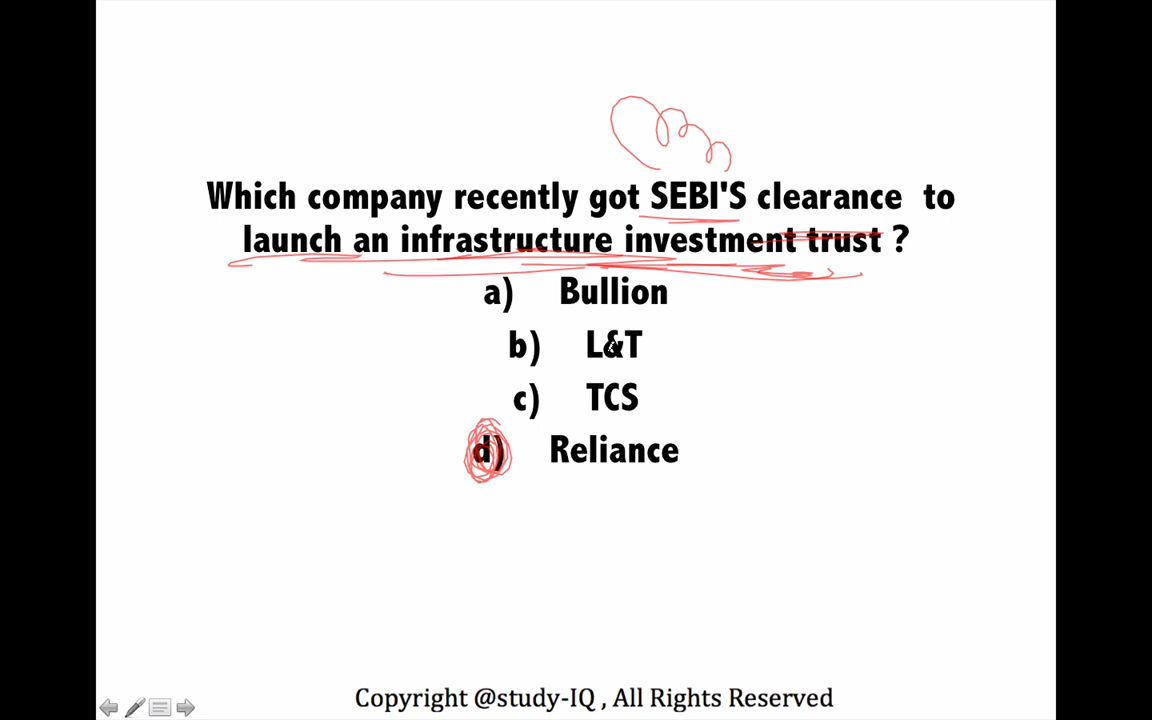 Which company recently got SEBI'S clearance to
launch an infrastructure investment trust ?
a) Bullion
b) L&T
c) TCS
d) Reliance
Copyright @study-IQ , All Rights Reserved